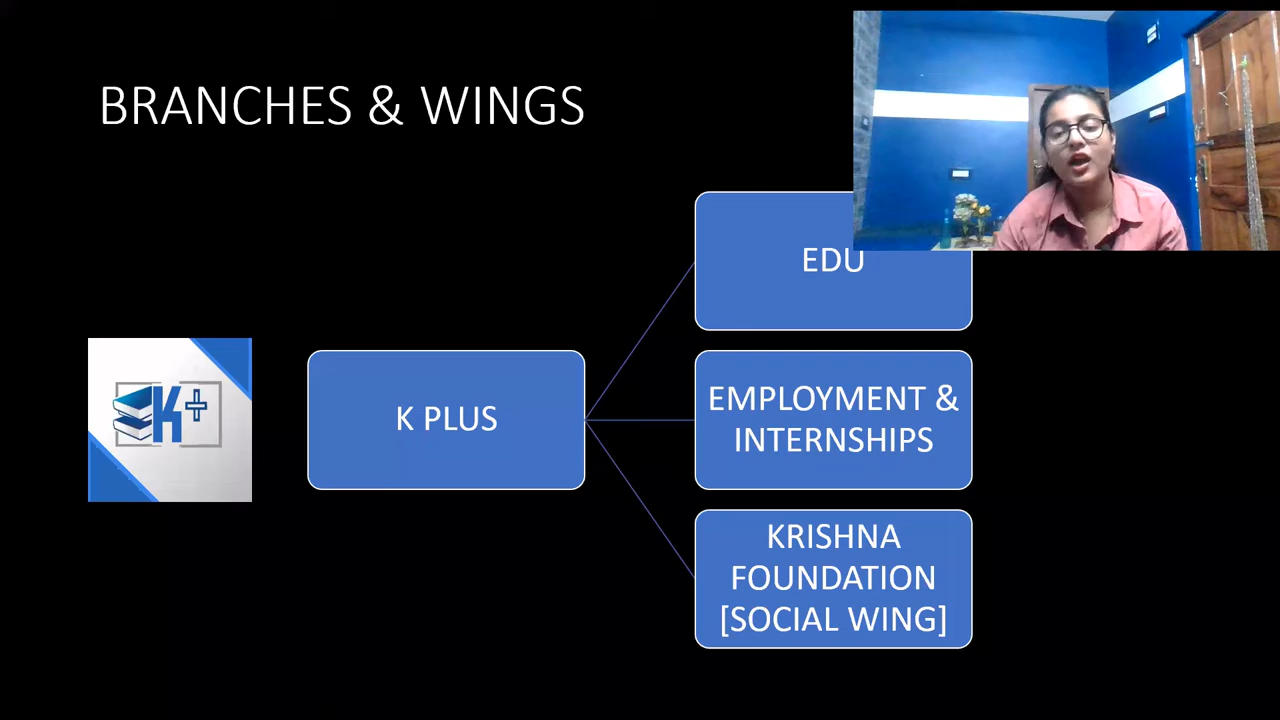 BRANCHES & WINGS
EDU
K+
K PLUS
EMPLOYMENT &
INTERNSHIPS
KRISHNA
FOUNDATION
[SOCIAL WING]